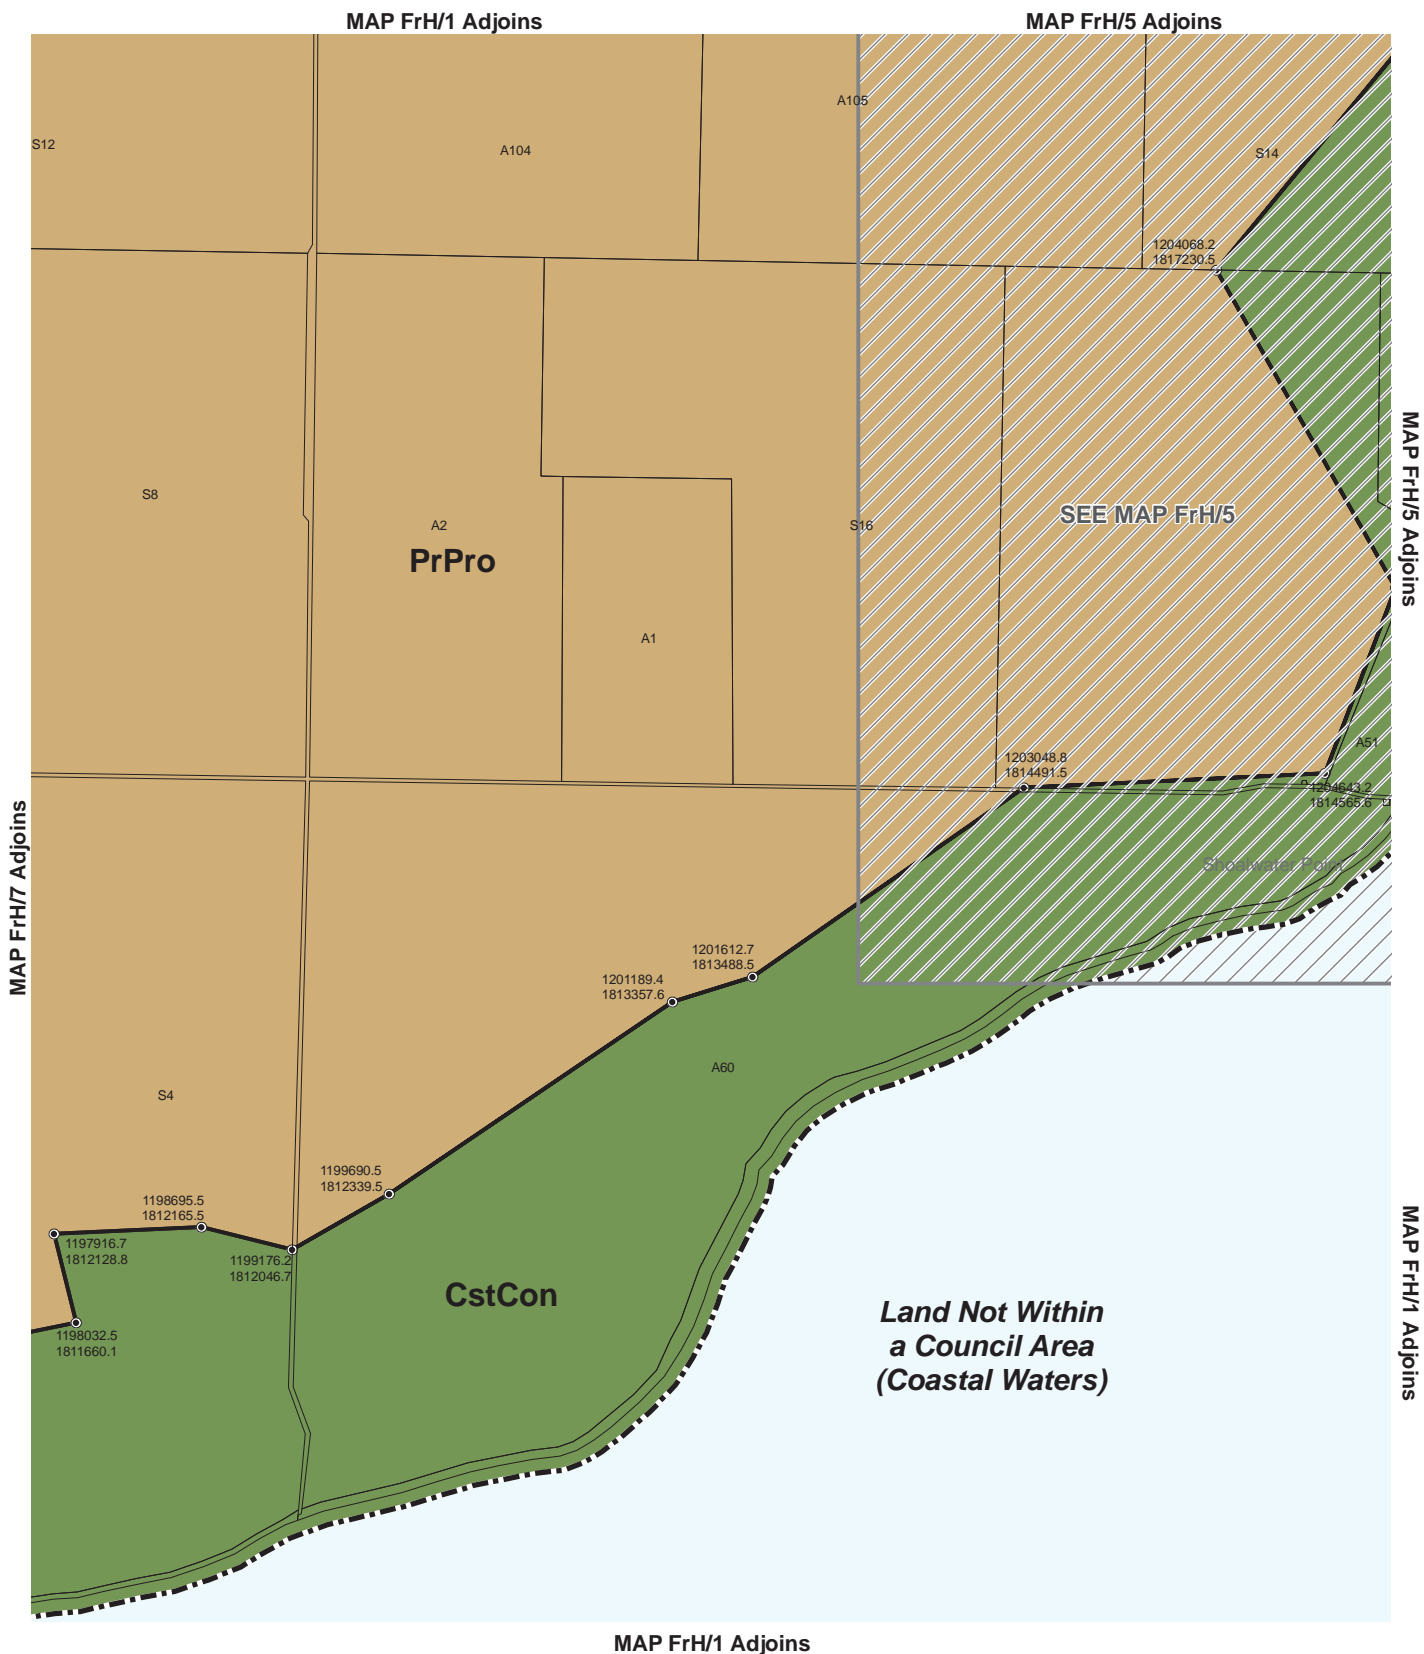 MAP FrH/1 Adjoins
MAP FrH/5 Adjoins
A105
S12
A104
S14
1204068.2
1817230.5
MAP FrH/5 Adjoins
S8
A2
S16
SEE MAP FrH/5
PrPro
A1
A51
1203048.8
1814491.5
1204643.2
1814565.6
MAP FrH/7 Adjoins
Shoalwater Point
1201612.7
1813488.5
1201189.4
1813357.6
A60
S4
1199690.5
1812339.5
1198695.5
1812165.5
1197916.7
1812128.8
1199176.2
1812046.7
CstCon
Land Not Within
a Council Area
(Coastal Waters)
MAP FrH/1 Adjoins
1198032.5
1811660.1
MAP FrH/1 Adjoins